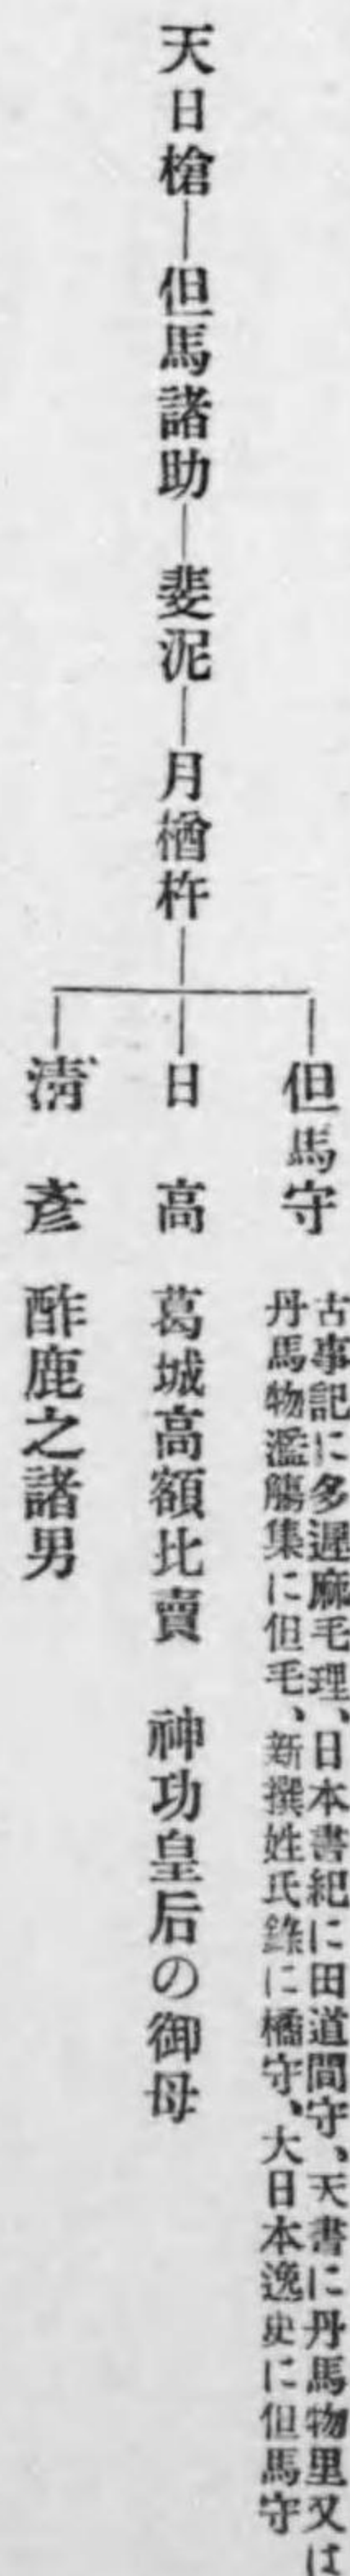 天日槍―但馬諸助―斐泥―月楢杵―
但馬守
古事記に多遲麻毛理、日本書紀に田道間守、天書に丹馬物里又は
丹馬物濫觴集に但毛、新撰姓氏錄に橘守、大日本逸史に但馬守
日高 葛城高額比賣 神功皇后の御母
淸彥 酢鹿之諸男